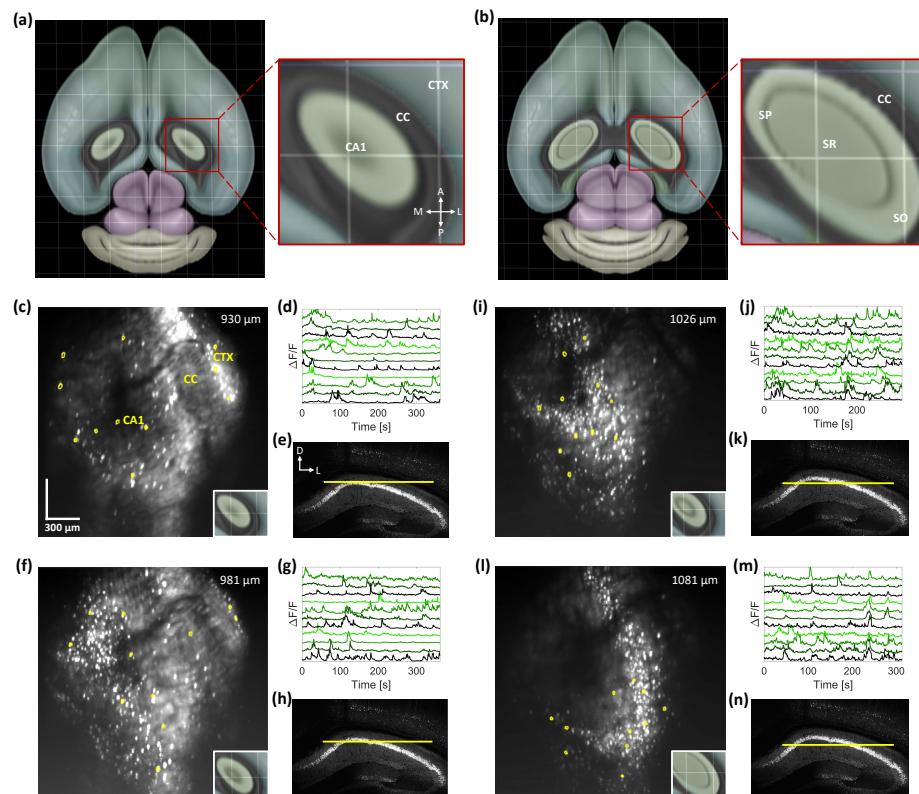 (a)
CTX
CC
CA1
A
M
L
P
(b)
CC
SP
SR
SO
(c)
930 µm
CTX
CC
CA1
300 µm
(d)
ΔF/F
0
100
200
300
Time [s]
(e)
D
L
(i)
1026 µm
(j)
ΔF/F
0
100
200
Time [s]
(k)
(f)
981 µm
(g)
ΔF/F
0
100
200
300
Time [s]
(h)
(l)
1081 µm
(m)
ΔF/F
0
100
200
300
Time [s]
(n)